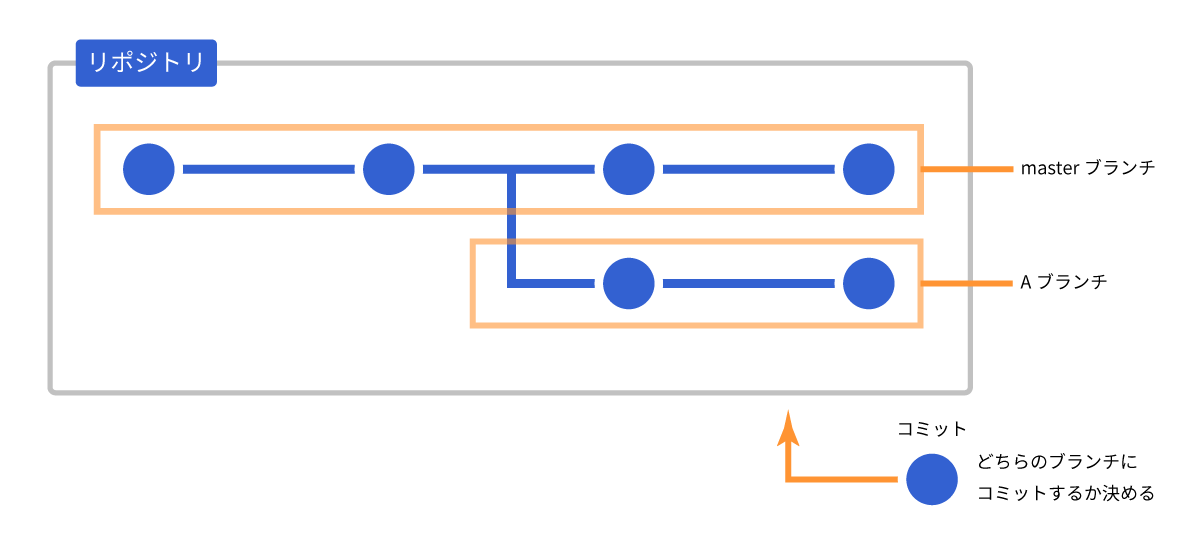 リポジトリ
master ブランチ
A ブランチ
コミット
どちらのブランチに
コミットするか決める